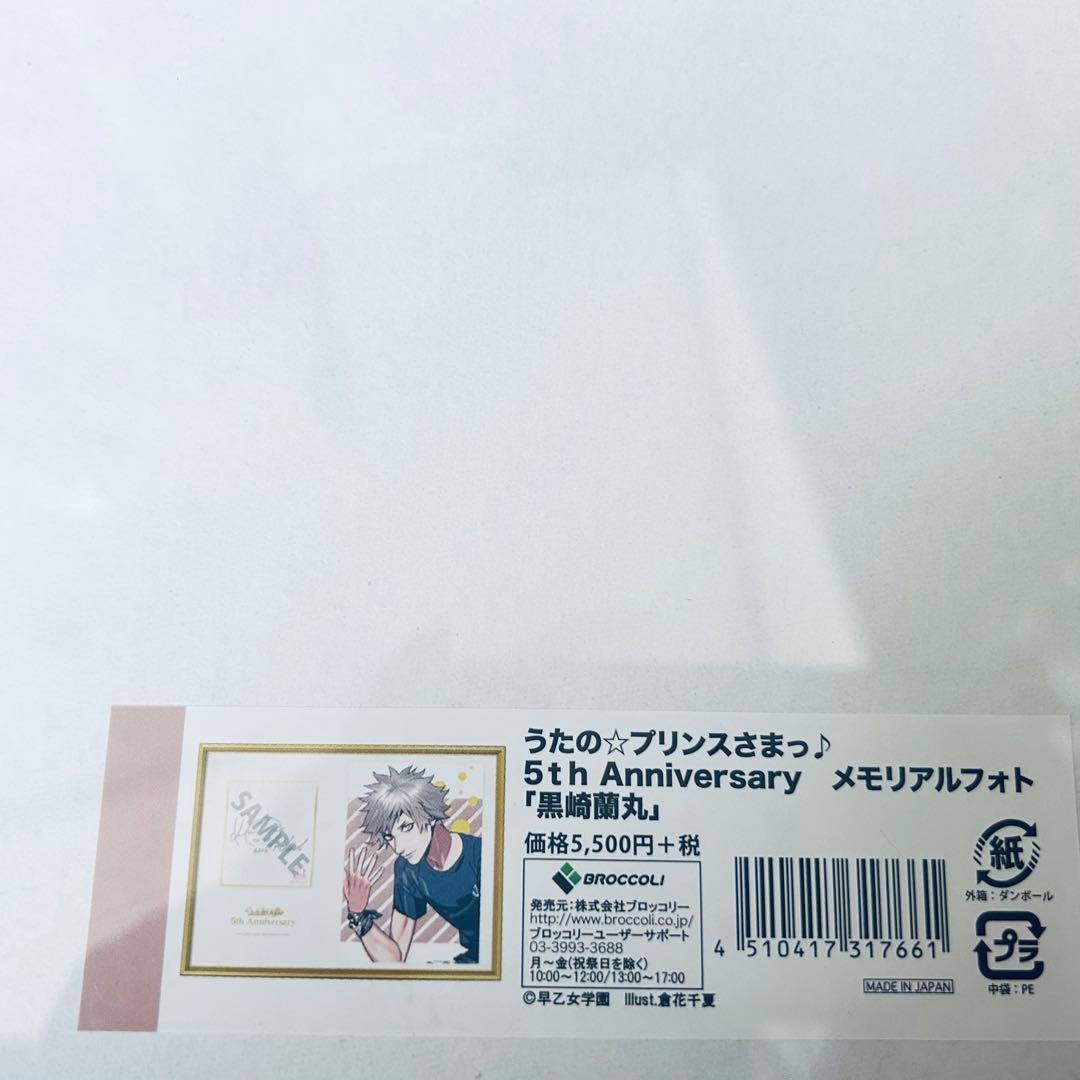 うたの☆プリンスさまっ♪
5th Anniversary　メモリアルフォト
「黒崎蘭丸」
価格5,500円＋税
BROCCOLI
発売元：株式会社ブロッコリー
http://www.broccoli.co.jp/
ブロッコリーユーザーサポート
03-3993-3688
月～金(祝祭日を除く)
10:00～12:00/13:00～17:00
©早乙女学園　Illust.倉花千夏
4 510417 317661
MADE IN JAPAN
紙
外箱：ダンボール
プラ
中袋：PE
SAMPLE
5th Anniversary